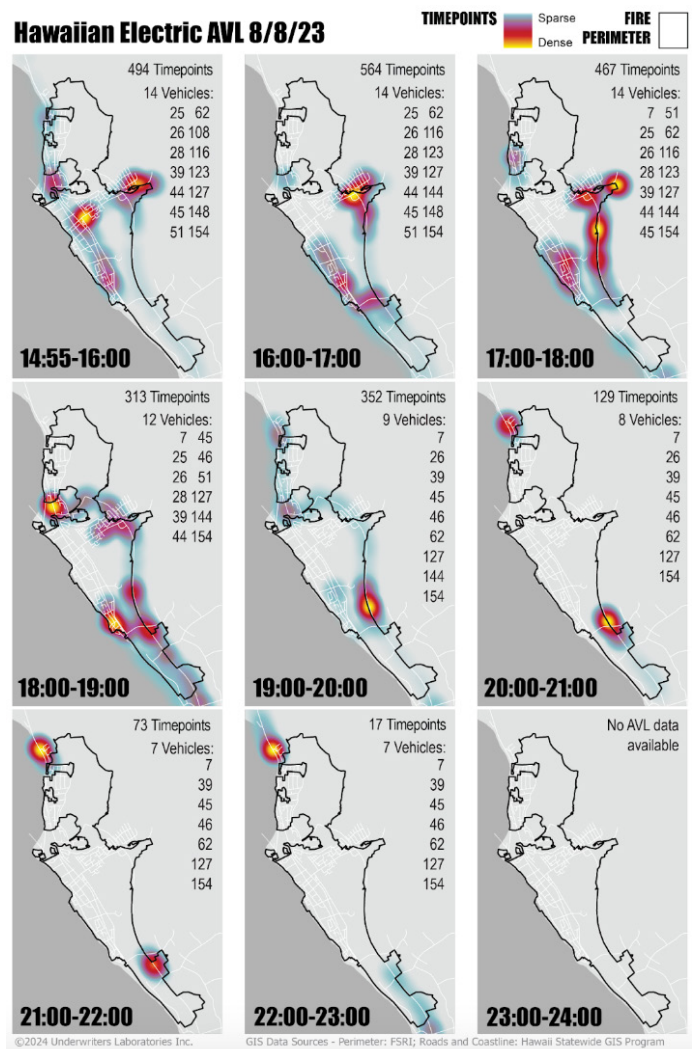 Hawaiian Electric AVL 8/8/23
TIMEPOINTS
Sparse
Dense
FIRE
PERIMETER
494 Timepoints
14 Vehicles:
25 62
26 108
28 116
39 123
44 127
45 148
51 154
14:55-16:00
564 Timepoints
14 Vehicles:
25 62
26 116
28 123
39 127
44 144
45 148
51 154
16:00-17:00
467 Timepoints
14 Vehicles:
7 51
25 62
26 116
28 123
39 127
44 144
45 154
17:00-18:00
313 Timepoints
12 Vehicles:
7 45
25 46
26 51
28 127
39 144
44 154
18:00-19:00
352 Timepoints
9 Vehicles:
7
26
39
45
46
62
127
144
154
19:00-20:00
129 Timepoints
8 Vehicles:
7
26
39
45
46
62
127
154
20:00-21:00
73 Timepoints
7 Vehicles:
7
39
45
46
62
127
154
21:00-22:00
17 Timepoints
7 Vehicles:
7
39
45
46
62
127
154
22:00-23:00
No AVL data
available
23:00-24:00
©2024 Underwriters Laboratories Inc.
GIS Data Sources - Perimeter: FSRI; Roads and Coastline: Hawaii Statewide GIS Program